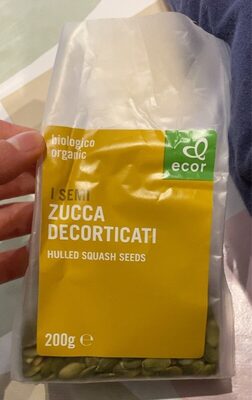 biologico
organic
ecor
I SEMI
ZUCCA
DECORTICATI
HULLED SQUASH SEEDS
200g ℮